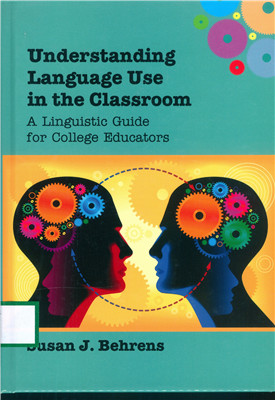 Understanding
Language Use
in the Classroom
A Linguistic Guide
for College Educators
Susan J. Behrens